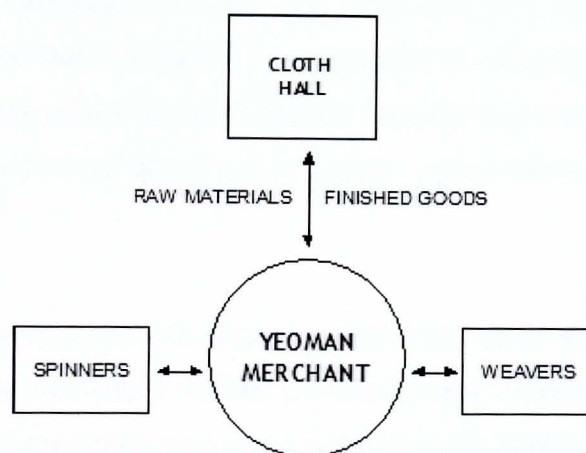 CLOTH
HALL
RAW MATERIALS FINISHED GOODS
YEOMAN
MERCHANT
SPINNERS
WEAVERS